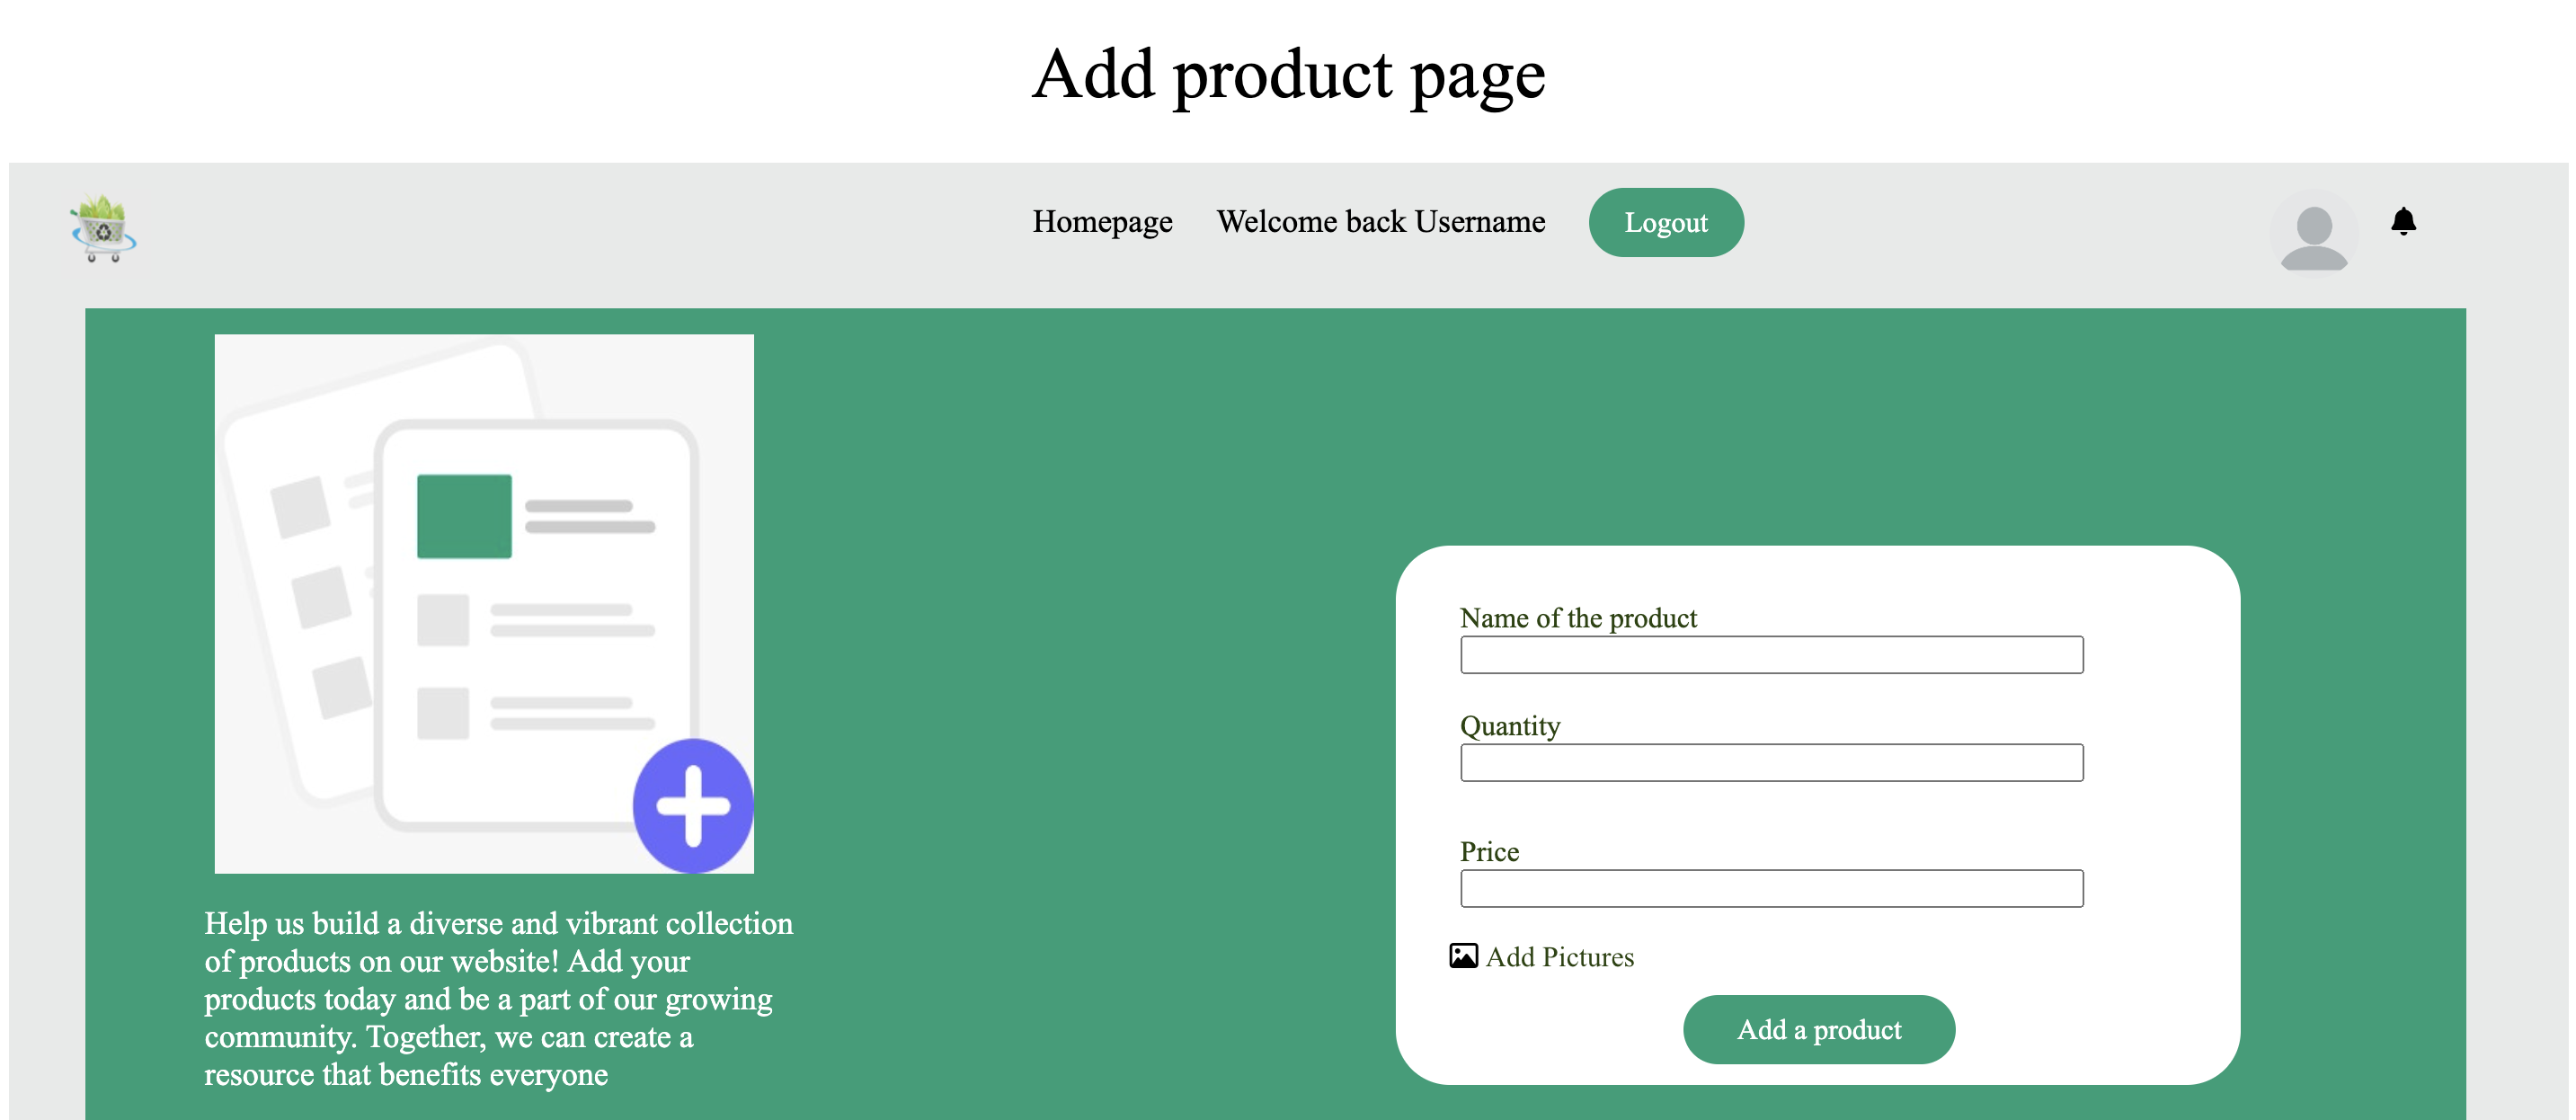 Add product page
Homepage
Welcome back Username
Logout
Help us build a diverse and vibrant collection
of products on our website! Add your
products today and be a part of our growing
community. Together, we can create a
resource that benefits everyone
Name of the product
Quantity
Price
Add Pictures
Add a product